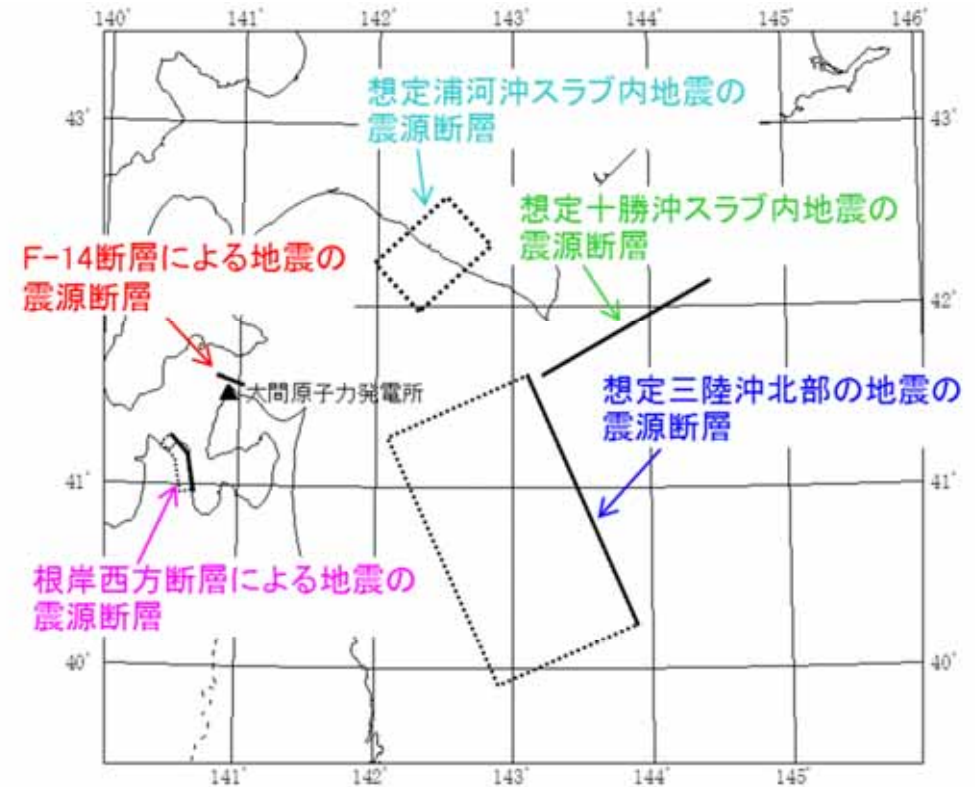 140° 141° 142° 143° 144° 145° 146°
想定浦河沖スラブ内地震の
震源断層
43° 43°
想定十勝沖スラブ内地震の
震源断層
F-14断層による地震の
震源断層
42°
大間原子力発電所
想定三陸沖北部の地震の
震源断層
41° 41°
根岸西方断層による地震の
震源断層
40° 40°
141° 142° 143° 144° 145°